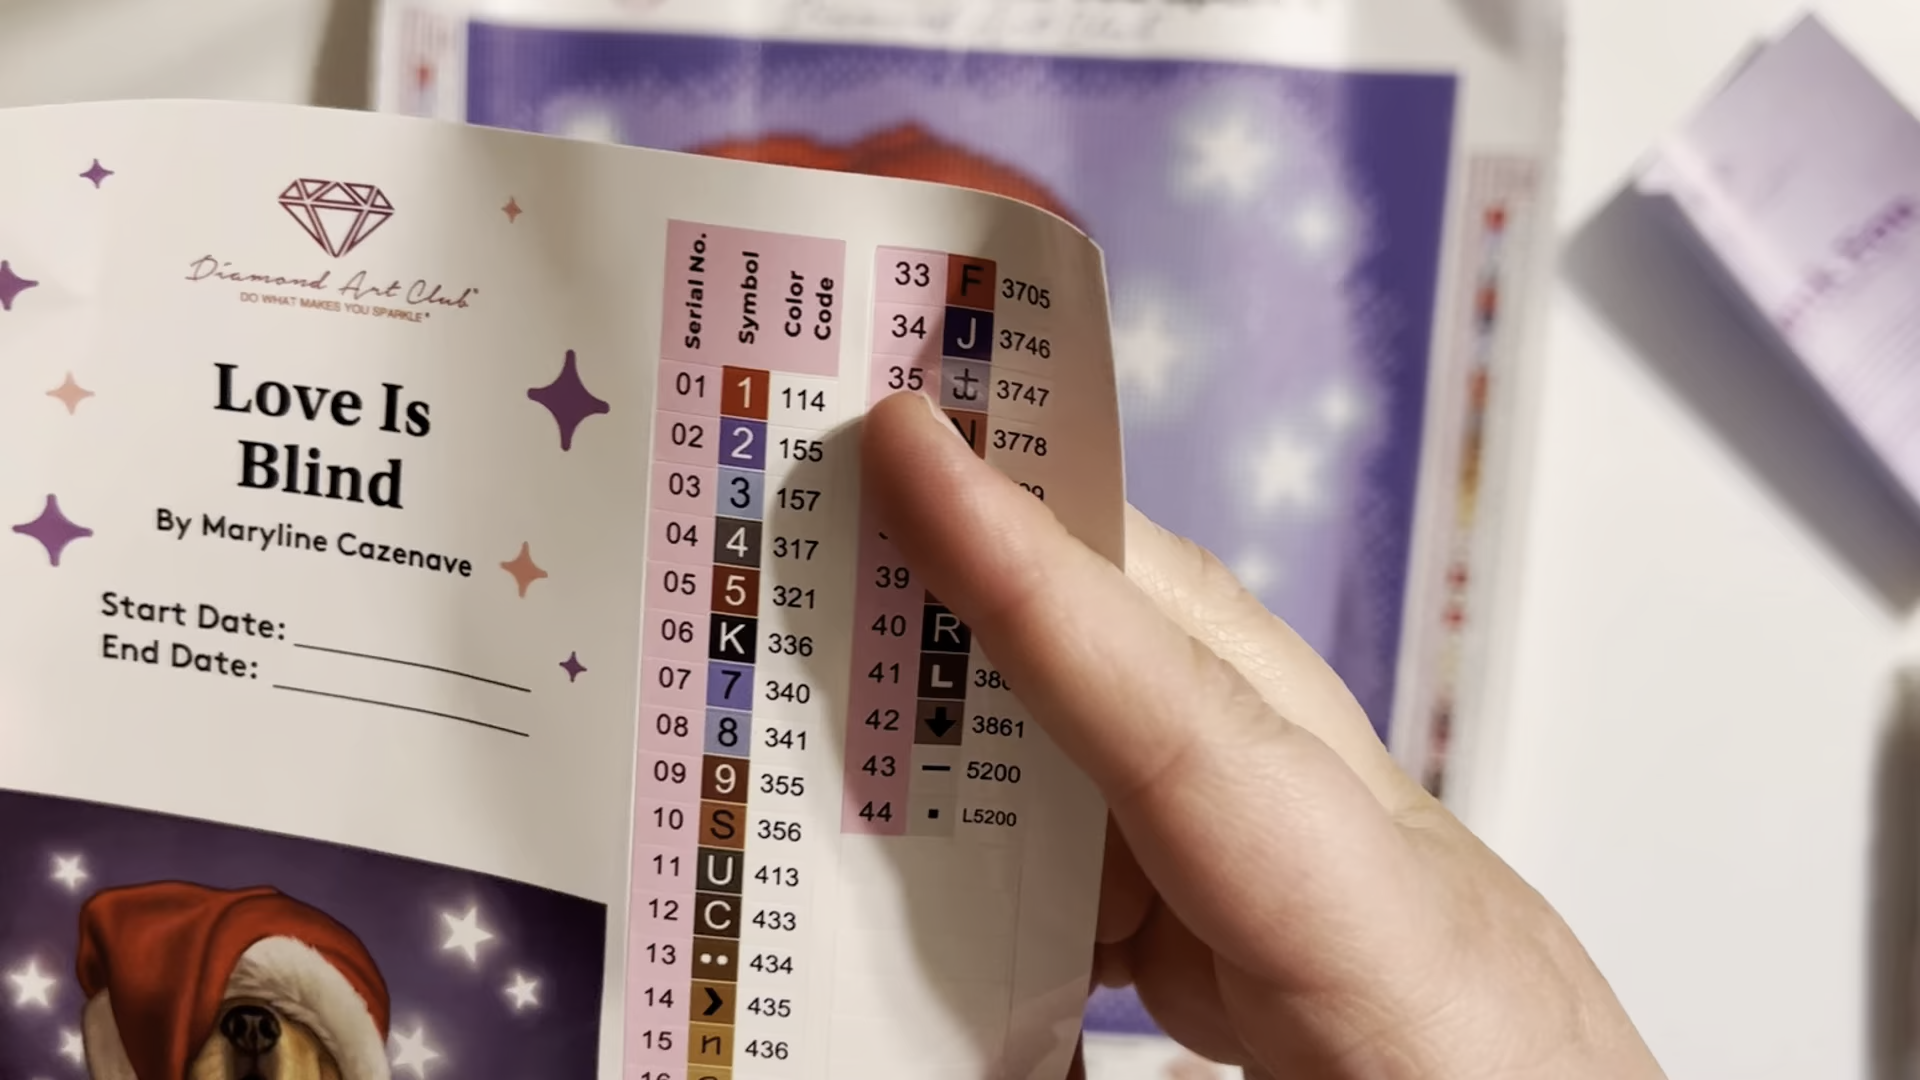 Diamond Art Club
Diamond Art Club®
DO WHAT MAKES YOU SPARKLE®
Love Is
Blind
By Maryline Cazenave
Start Date:
End Date:
Serial No. Symbol Color Code
01 1 114
02 2 155
03 3 157
04 4 317
05 5 321
06 K 336
07 7 340
08 8 341
09 9 355
10 S 356
11 U 413
12 C 433
13 •• 434
14 435
15 n 436
33 F 3705
34 J 3746
35 3747
N 3778
39
40 R
41 L
42 3861
43 – 5200
44 ▪ L5200